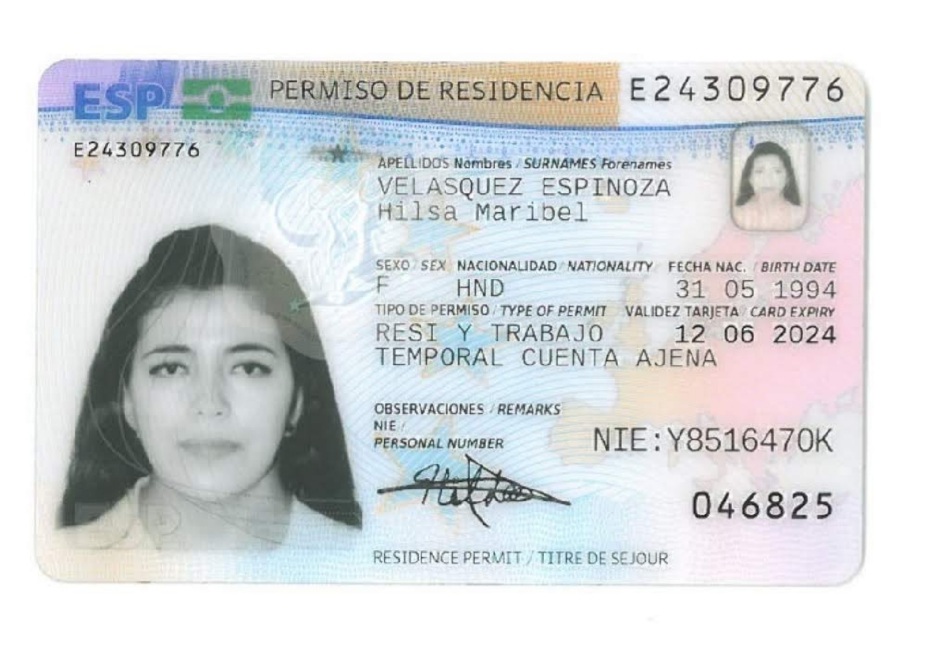 ESP PERMISO DE RESIDENCIA E24309776
E24309776
APELLIDOS Nombres / SURNAMES Forenames
VELASQUEZ ESPINOZA
Hilsa Maribel
SEXO / SEX NACIONALIDAD / NATIONALITY FECHA NAC. / BIRTH DATE
F HND 31 05 1994
TIPO DE PERMISO / TYPE OF PERMIT VALIDEZ TARJETA / CARD EXPIRY
RESI Y TRABAJO 12 06 2024
TEMPORAL CUENTA AJENA
OBSERVACIONES / REMARKS
NIE /
PERSONAL NUMBER NIE:Y8516470K
046825
RESIDENCE PERMIT / TITRE DE SEJOUR